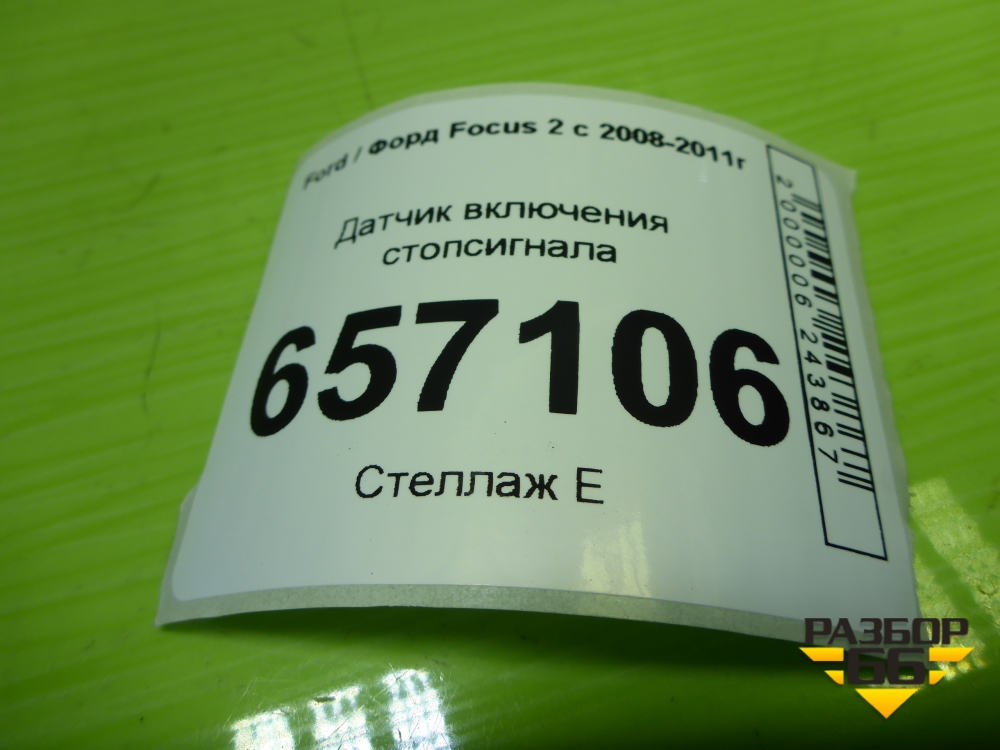 Ford / Форд Focus 2 с 2008-2011г
Датчик включения
стопсигнала
657106
Стеллаж Е
2000006243867
РАЗБОР
66